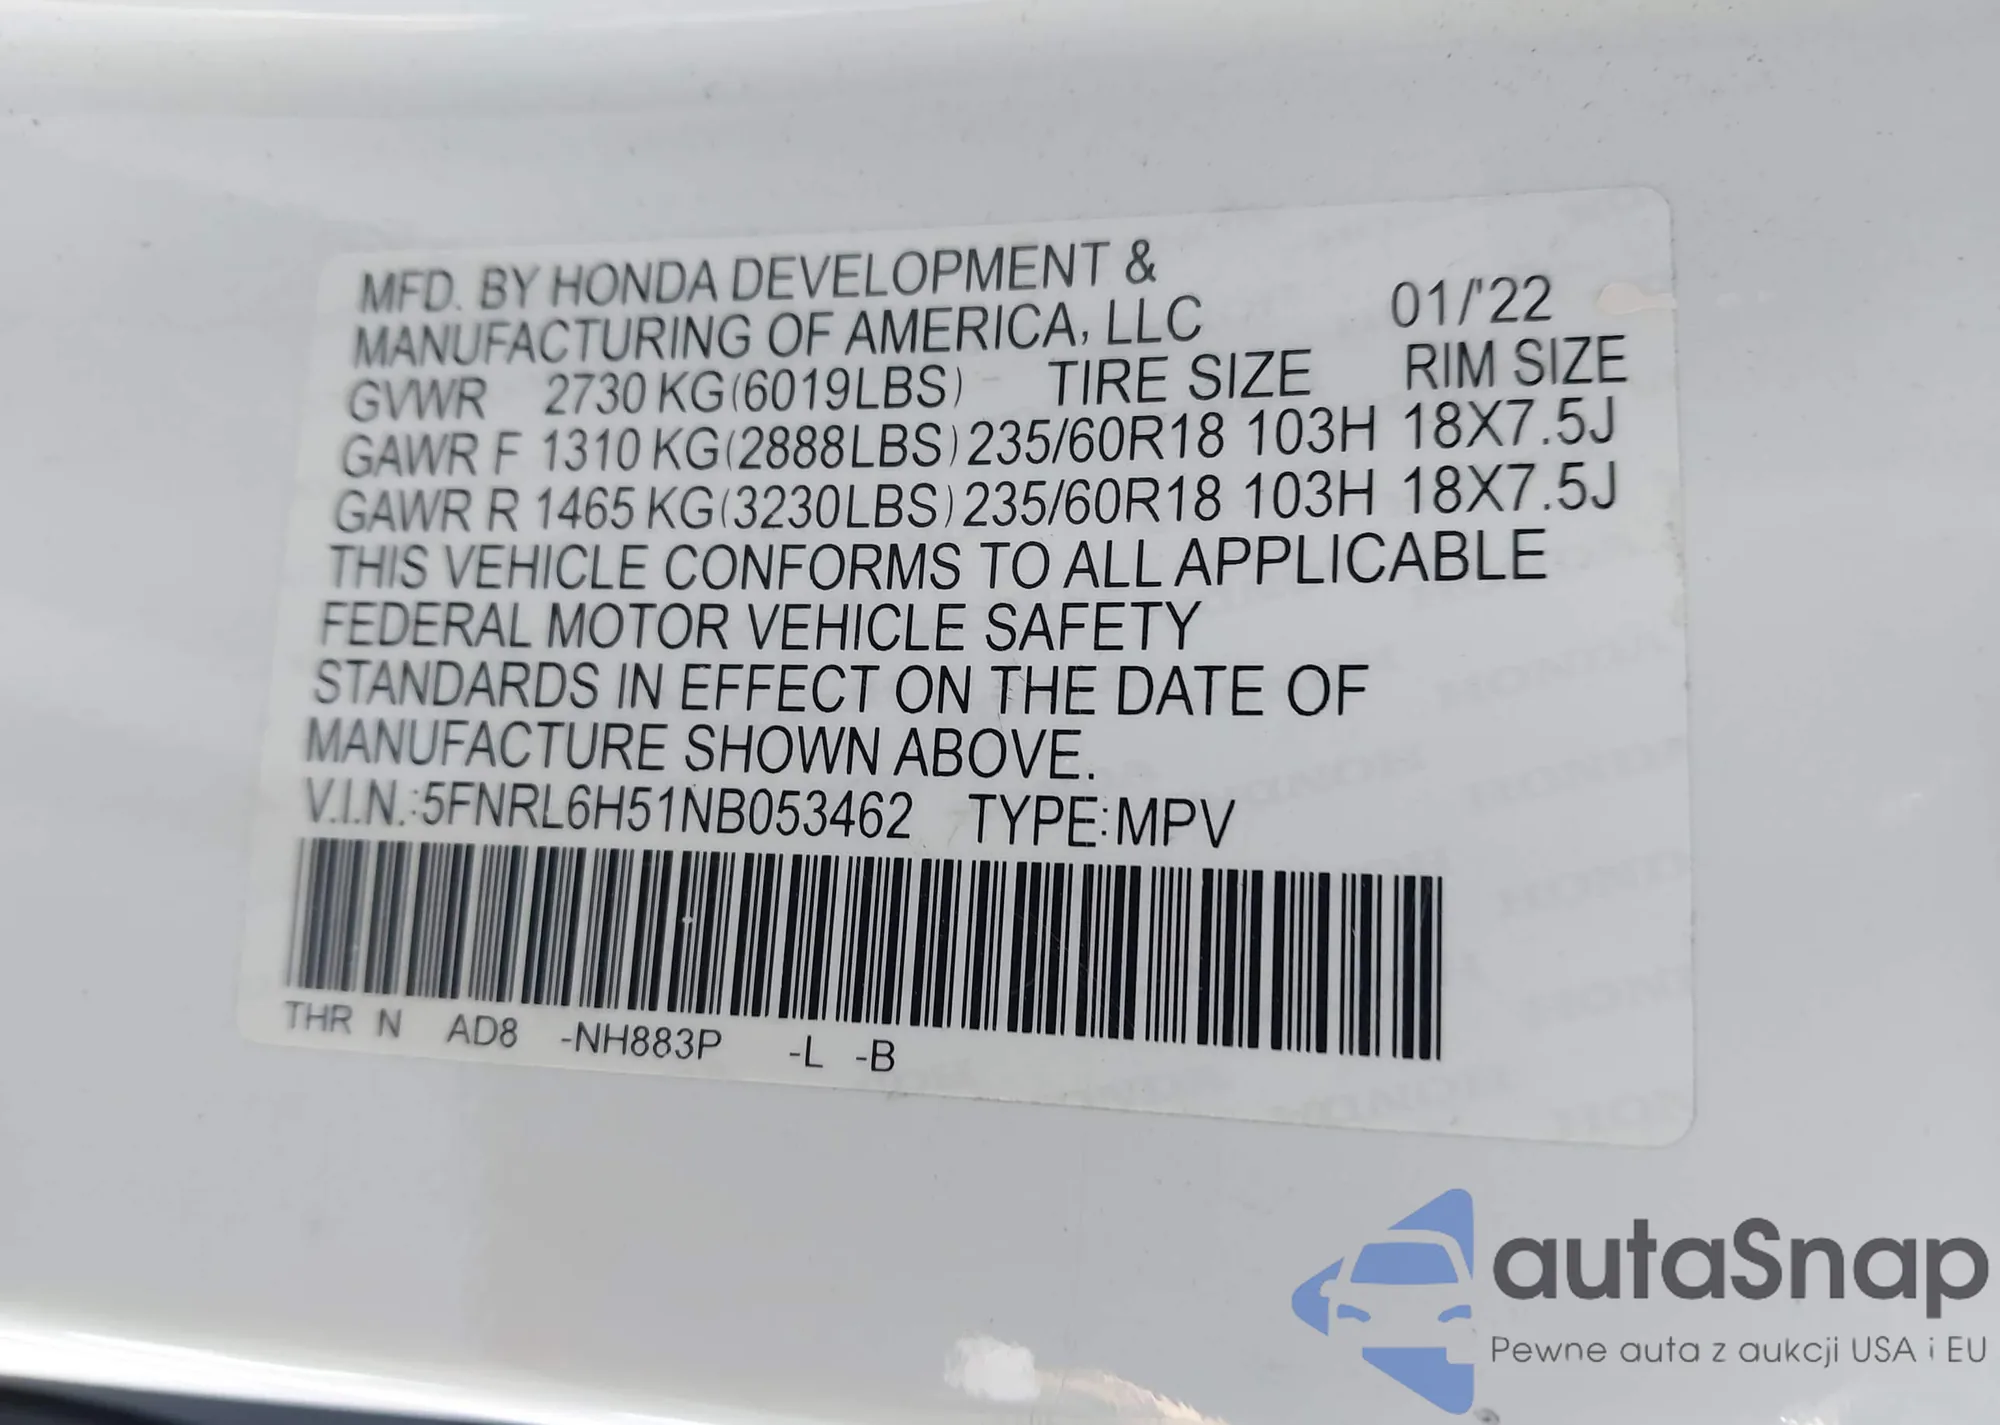 MFD. BY HONDA DEVELOPMENT &
MANUFACTURING OF AMERICA, LLC 01/'22
GVWR 2730 KG(6019LBS) TIRE SIZE RIM SIZE
GAWR F 1310 KG(2888LBS) 235/60R18 103H 18X7.5J
GAWR R 1465 KG(3230LBS) 235/60R18 103H 18X7.5J
THIS VEHICLE CONFORMS TO ALL APPLICABLE
FEDERAL MOTOR VEHICLE SAFETY
STANDARDS IN EFFECT ON THE DATE OF
MANUFACTURE SHOWN ABOVE.
V.I.N.:5FNRL6H51NB053462 TYPE:MPV
THR N AD8 -NH883P -L -B
autaSnap
Pewne auta z aukcji USA i EU